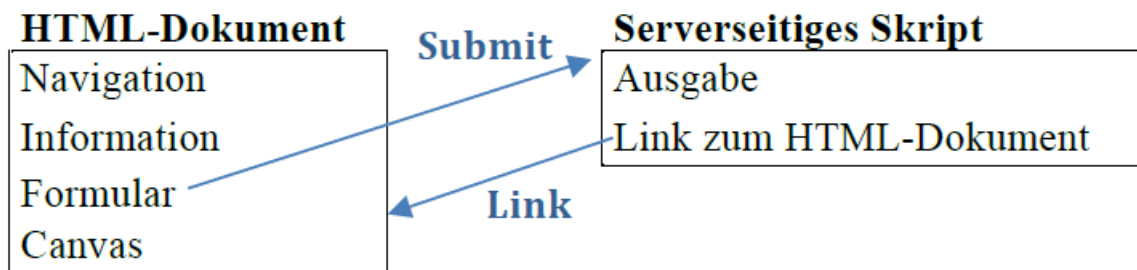 HTML-Dokument
Navigation
Information
Formular
Canvas
Submit
Link
Serverseitiges Skript
Ausgabe
Link zum HTML-Dokument